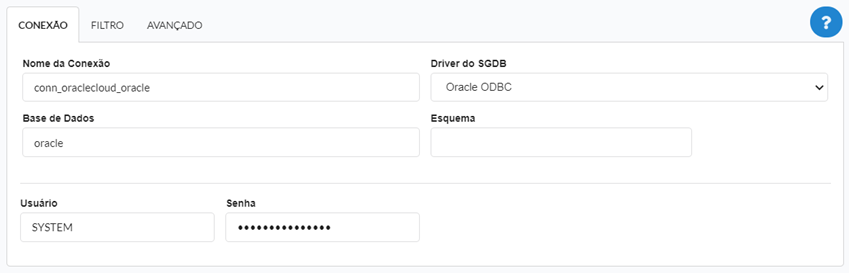 CONEXÃO FILTRO AVANÇADO ?
Nome da Conexão Driver do SGDB
conn_oraclecloud_oracle Oracle ODBC
Base de Dados Esquema
oracle
Usuário Senha
SYSTEM •••••••••••••••